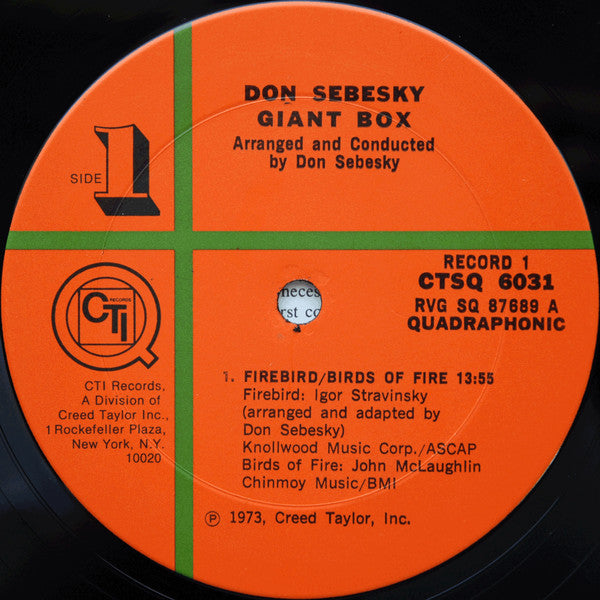 DON SEBESKY
GIANT BOX
Arranged and Conducted
by Don Sebesky
SIDE 1
RECORD 1
CTSQ 6031
RVG SQ 87689 A
QUADRAPHONIC
CTI
RECORDS
CTI Records,
A Division of
Creed Taylor Inc.,
1 Rockefeller Plaza,
New York, N.Y.
10020
neces
rst co
1. FIREBIRD/BIRDS OF FIRE 13:55
Firebird: Igor Stravinsky
(arranged and adapted by
Don Sebesky)
Knollwood Music Corp./ASCAP
Birds of Fire: John McLaughlin
Chinmoy Music/BMI
℗ 1973, Creed Taylor, Inc.